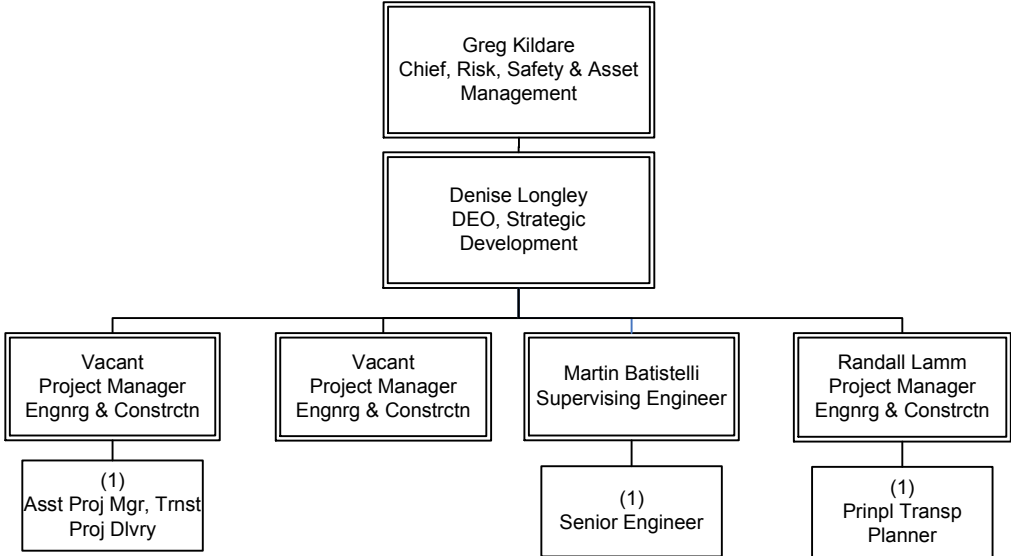 Greg Kildare
Chief, Risk, Safety & Asset
Management
Denise Longley
DEO, Strategic
Development
Vacant
Project Manager
Engnrg & Constrctn
Vacant
Project Manager
Engnrg & Constrctn
Martin Batistelli
Supervising Engineer
Randall Lamm
Project Manager
Engnrg & Constrctn
(1)
Asst Proj Mgr, Trnst
Proj Dlvry
(1)
Senior Engineer
(1)
Prinpl Transp
Planner